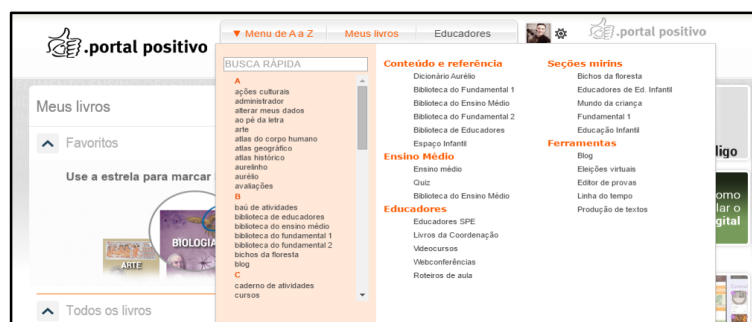 .portal positivo
▼ Menu de A a Z
Meus livros
Educadores
.portal positivo
Meus livros
Favoritos
Use a estrela para marcar
ARTE
BIOLOGIA
Todos os livros
BUSCA RÁPIDA
A
ações culturais
administrador
alterar meus dados
ao pé da letra
arte
atlas do corpo humano
atlas geográfico
atlas histórico
aurelinho
aurélio
avaliações
B
baú de atividades
biblioteca de educadores
biblioteca do ensino médio
biblioteca do fundamental 1
biblioteca do fundamental 2
bichos da floresta
blog
C
caderno de atividades
cursos
Conteúdo e referência
Dicionário Aurélio
Biblioteca do Fundamental 1
Biblioteca do Ensino Médio
Biblioteca do Fundamental 2
Biblioteca de Educadores
Espaço Infantil
Ensino Médio
Ensino médio
Quiz
Biblioteca do Ensino Médio
Educadores
Educadores SPE
Livros da Coordenação
Videocursos
Webconferências
Roteiros de aula
Seções mirins
Bichos da floresta
Educadores de Ed. Infantil
Mundo da criança
Fundamental 1
Educação Infantil
Ferramentas
Blog
Eleições virtuais
Editor de provas
Linha do tempo
Produção de textos
ligo
omo
lar o
gital